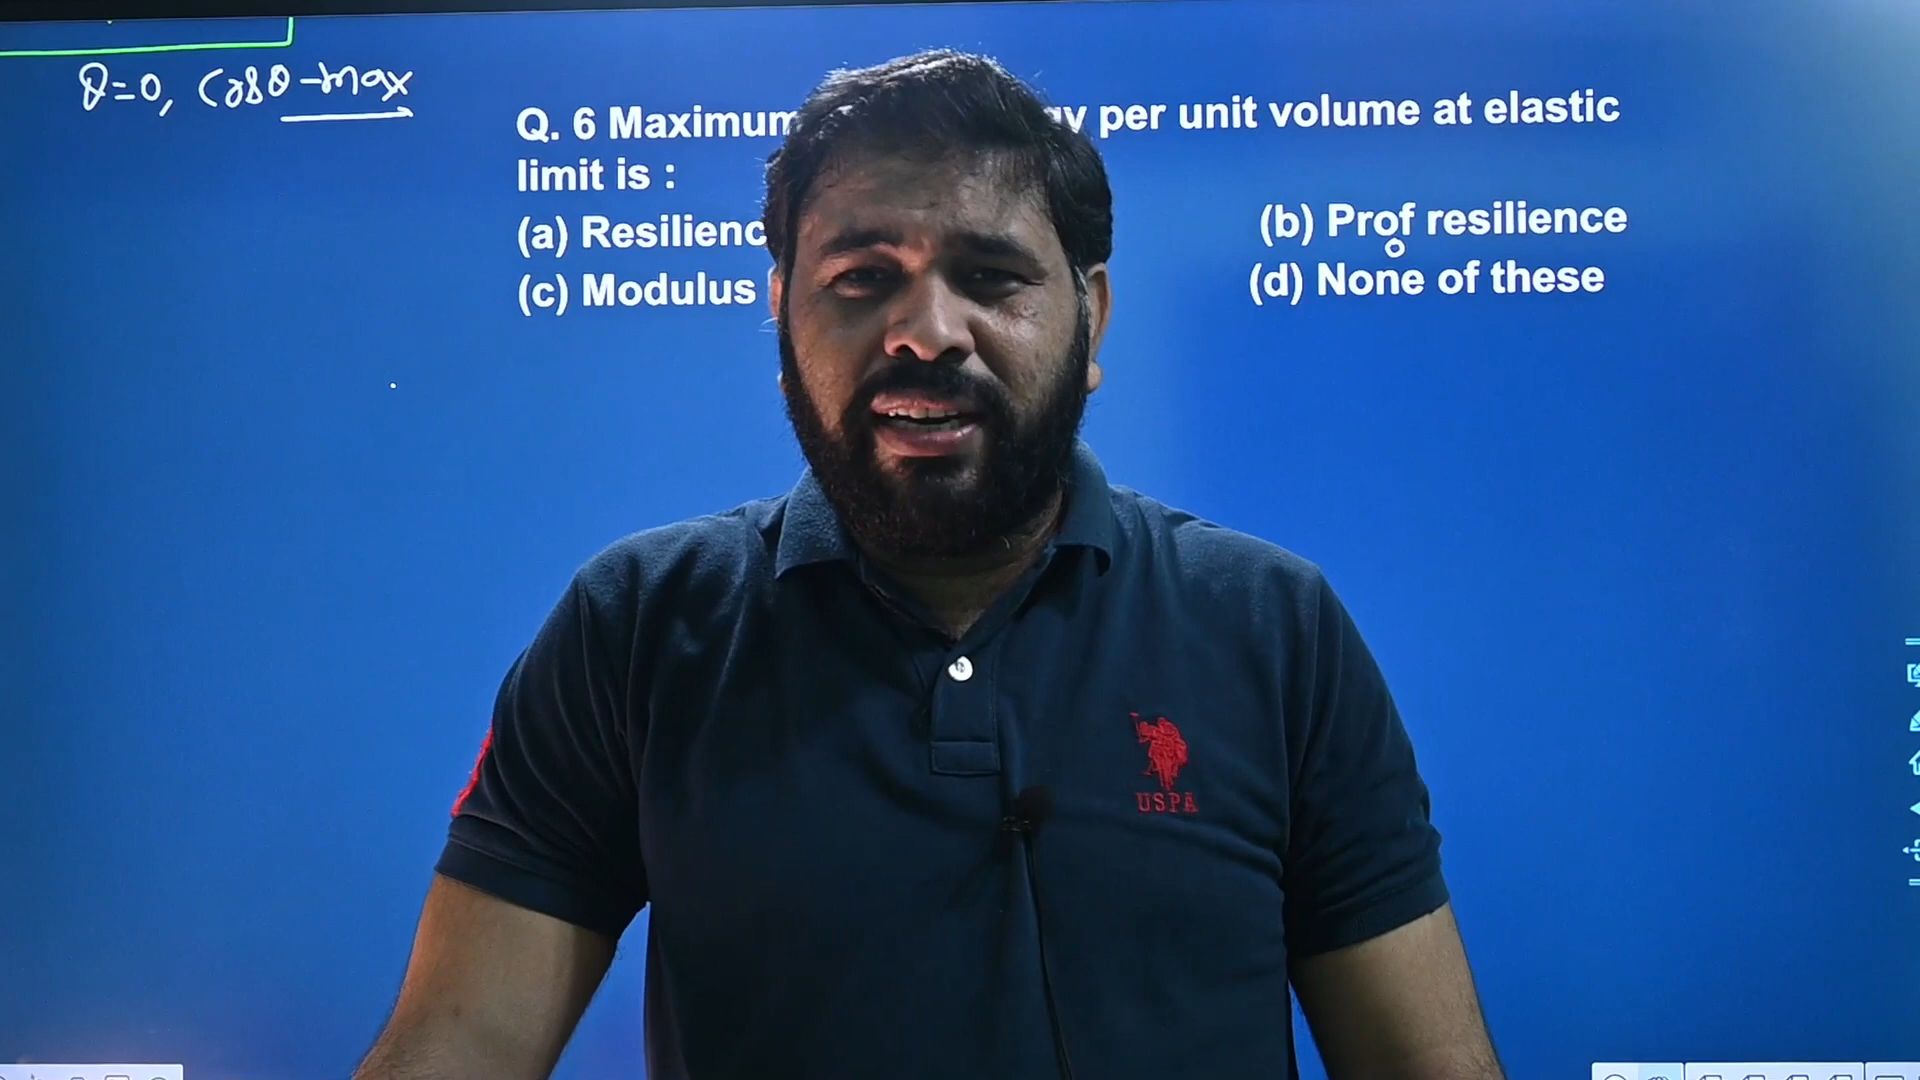 θ=0, Cosθ-max
Q. 6 Maximum per unit volume at elastic
limit is :
(a) Resilienc (b) Proof resilience
(c) Modulus (d) None of these
USPA